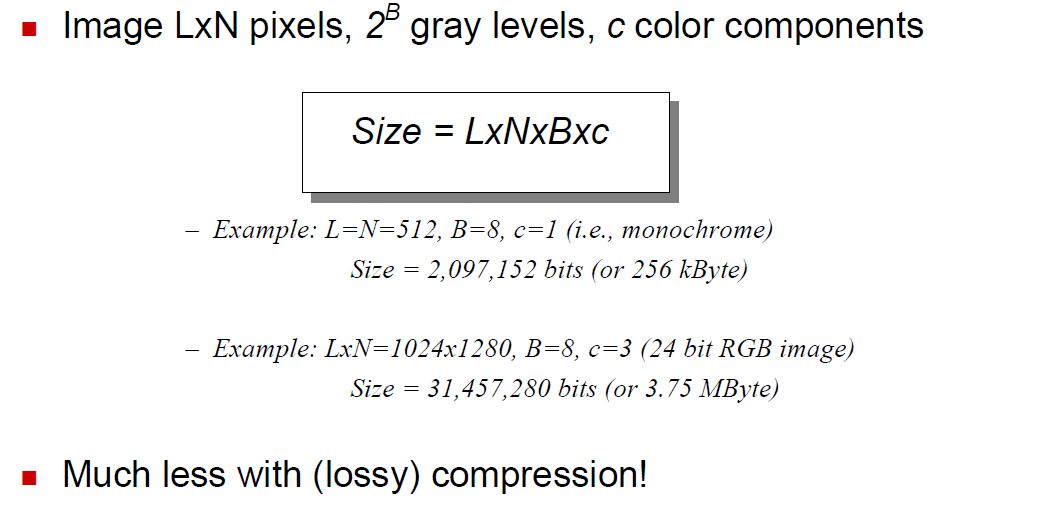 ▪ Image LxN pixels, 2^B gray levels, c color components
Size = LxNxBxc
– Example: L=N=512, B=8, c=1 (i.e., monochrome)
Size = 2,097,152 bits (or 256 kByte)
– Example: LxN=1024x1280, B=8, c=3 (24 bit RGB image)
Size = 31,457,280 bits (or 3.75 MByte)
▪ Much less with (lossy) compression!